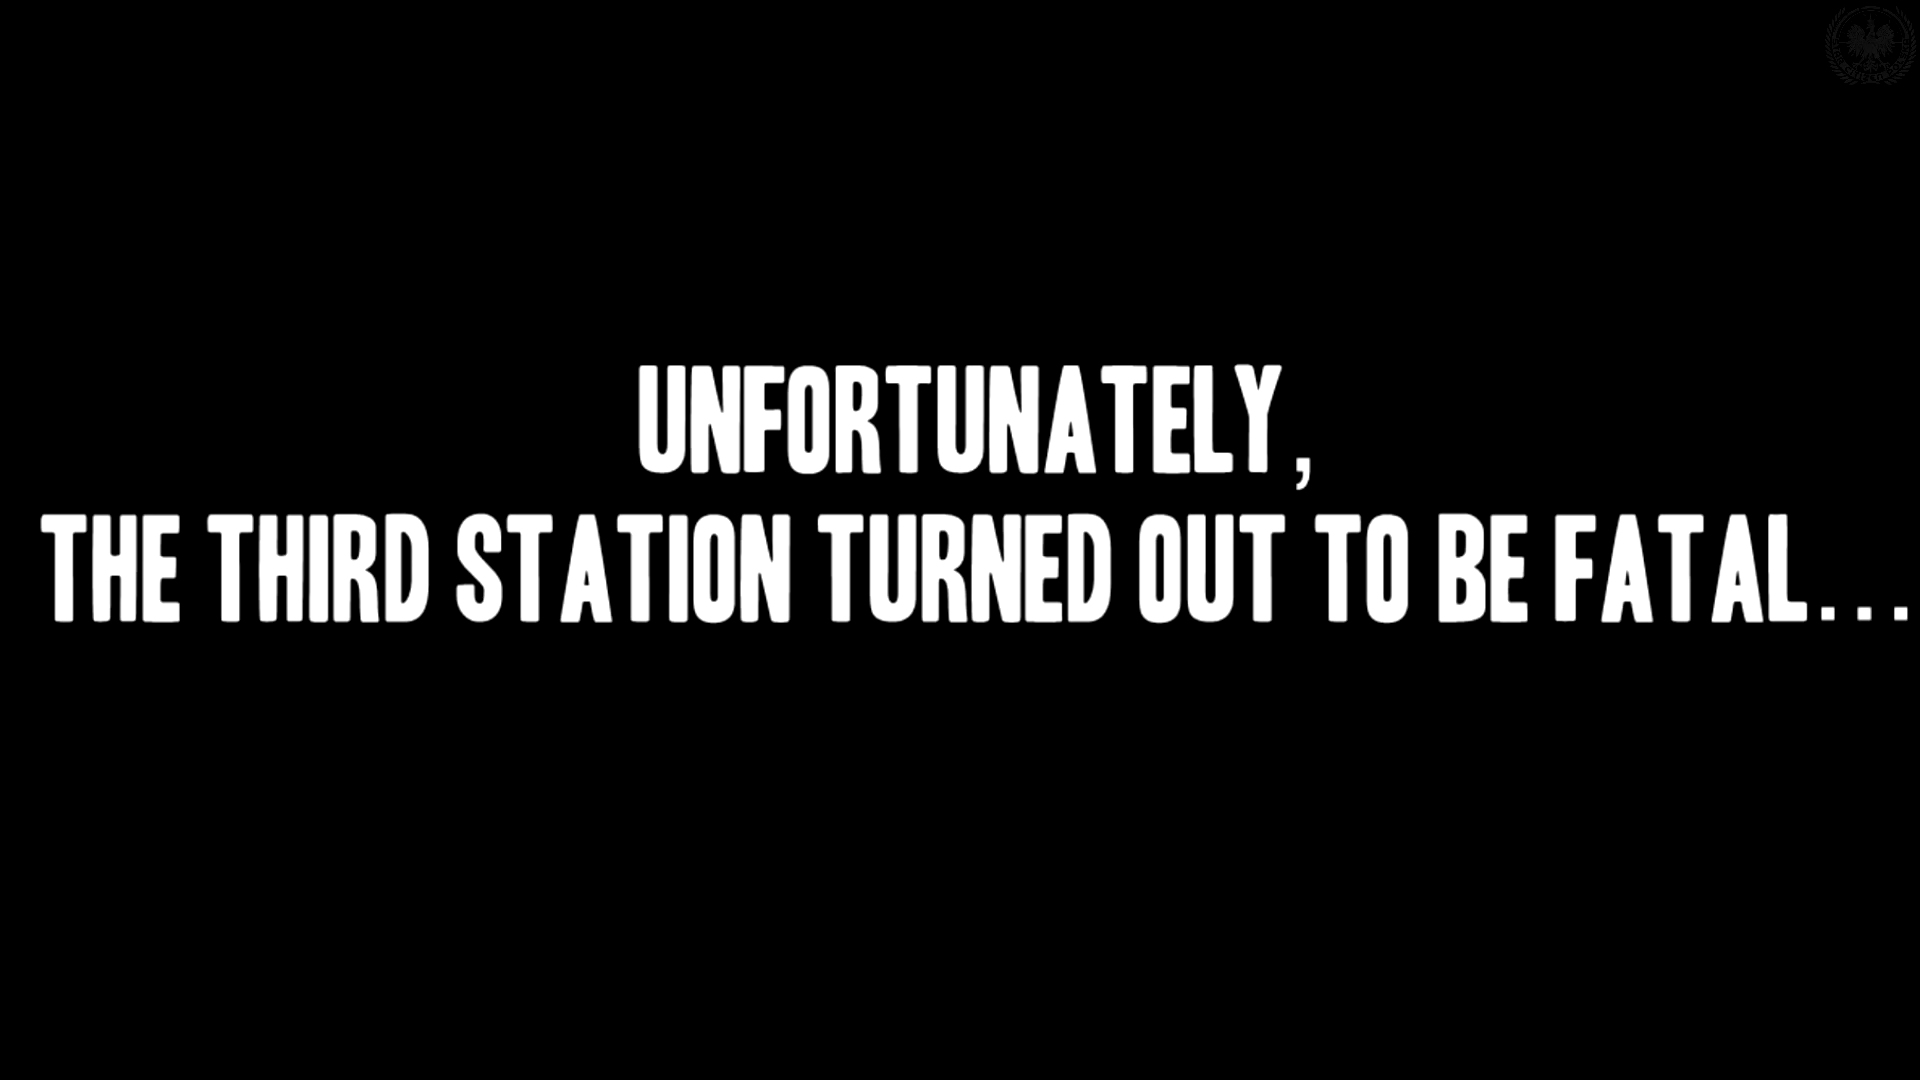 UNFORTUNATELY,
THE THIRD STATION TURNED OUT TO BE FATAL...